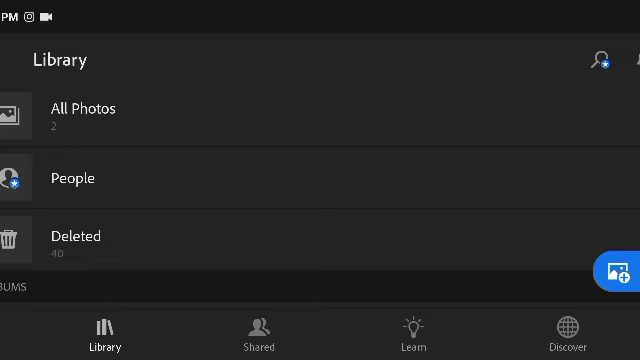 PM
Library
All Photos
2
People
Deleted
40
BUMS
Library
Shared
Learn
Discover